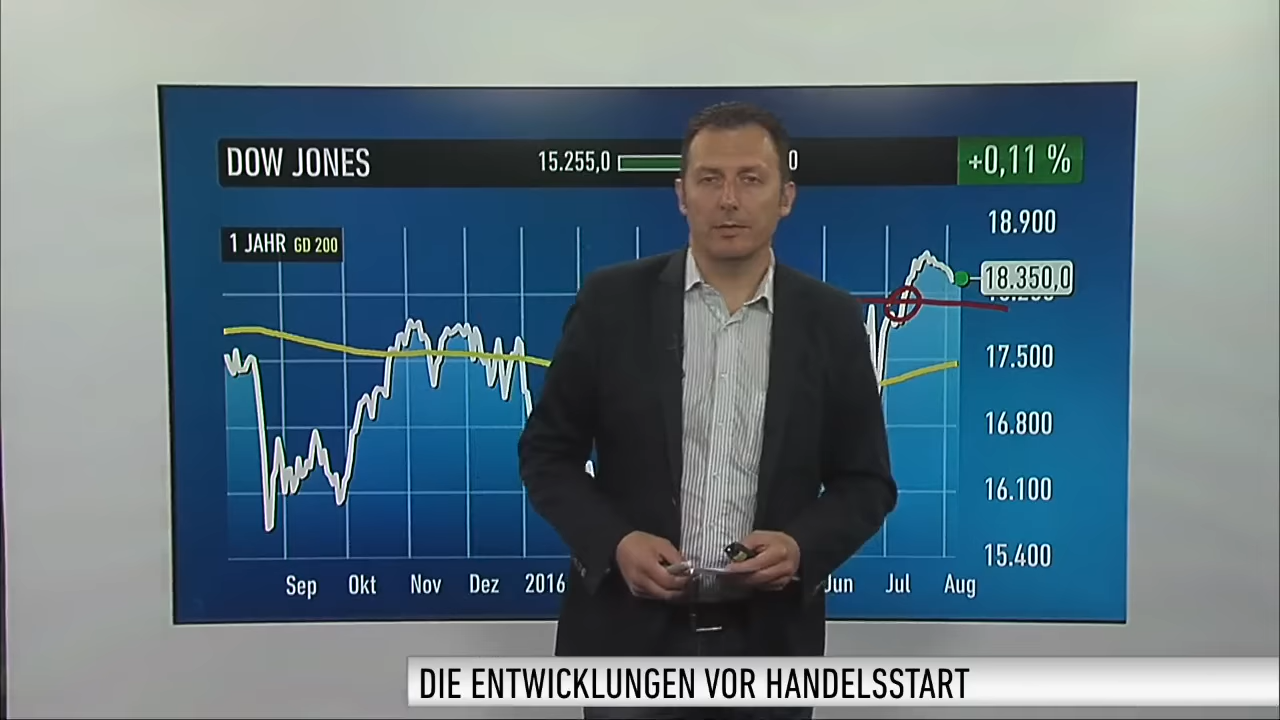 DOW JONES 15.255,0 0 +0,11 %
18.900
1 JAHR GD 200
18.350,0
17.500
16.800
16.100
15.400
Sep Okt Nov Dez 2016 Jun Jul Aug
DIE ENTWICKLUNGEN VOR HANDELSSTART